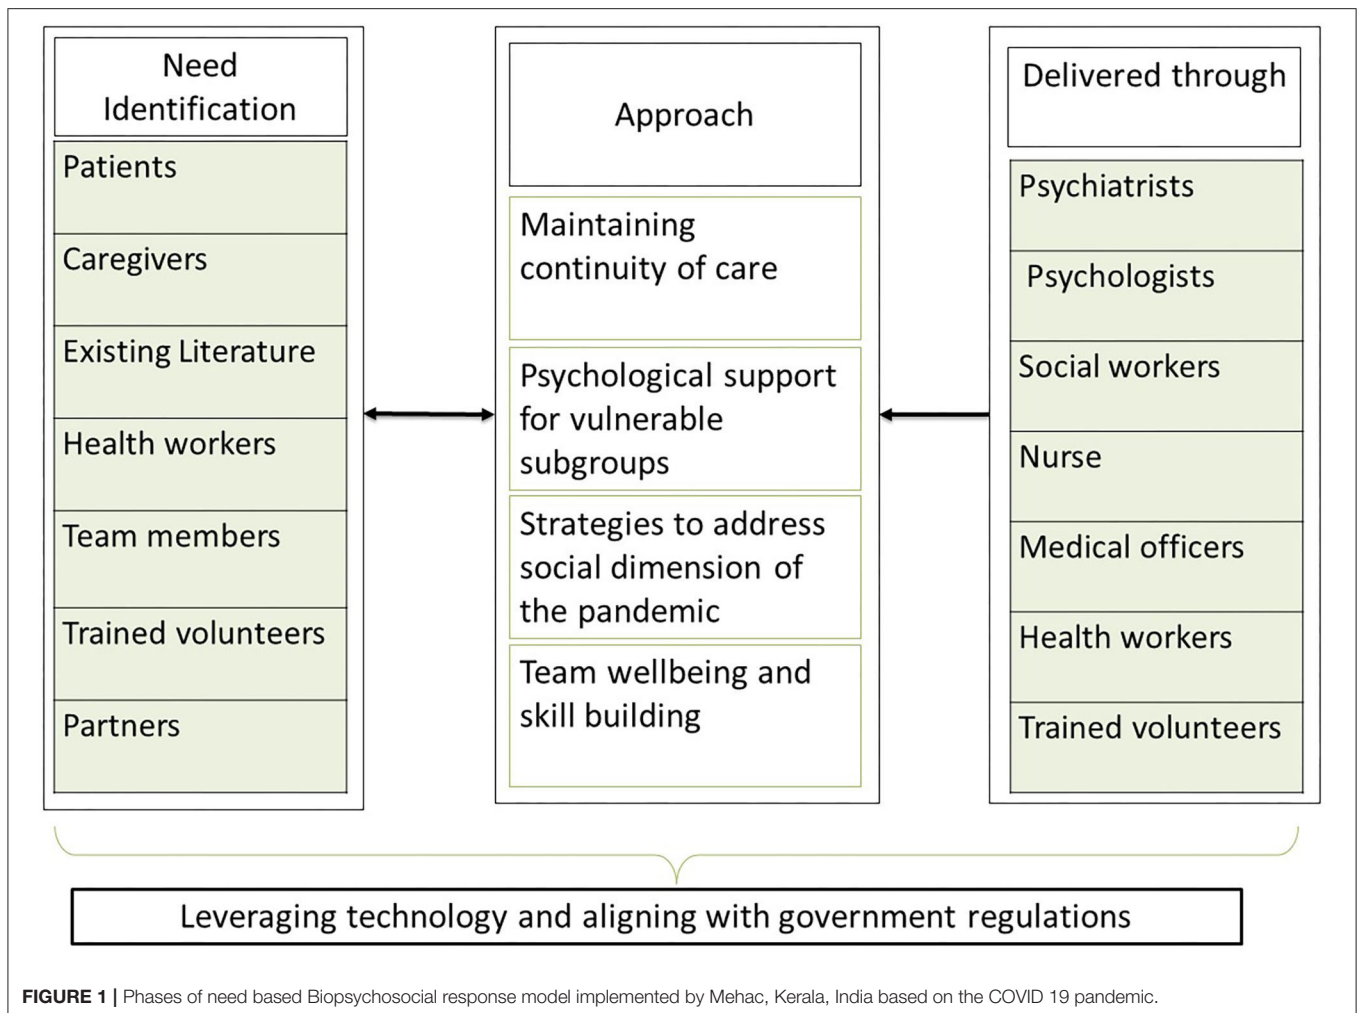 Need
Identification
Patients
Caregivers
Existing Literature
Health workers
Team members
Trained volunteers
Partners
Approach
Maintaining
continuity of care
Psychological support
for vulnerable
subgroups
Strategies to address
social dimension of
the pandemic
Team wellbeing and
skill building
Delivered through
Psychiatrists
Psychologists
Social workers
Nurse
Medical officers
Health workers
Trained volunteers
Leveraging technology and aligning with government regulations
FIGURE 1 | Phases of need based Biopsychosocial response model implemented by Mehac, Kerala, India based on the COVID 19 pandemic.